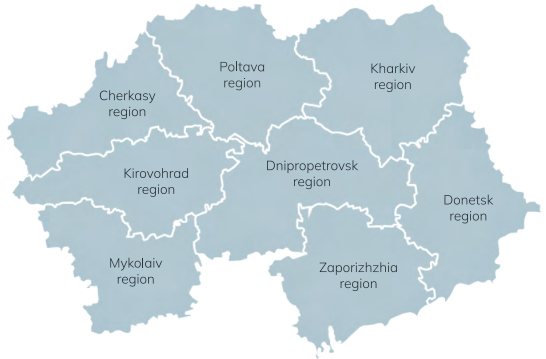 Poltava
region
Kharkiv
region
Cherkasy
region
Kirovohrad
region
Dnipropetrovsk
region
Donetsk
region
Mykolaiv
region
Zaporizhzhia
region